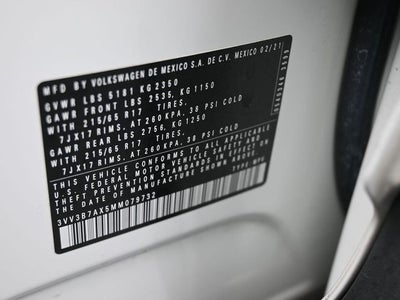 MFD. BY VOLKSWAGEN DE MEXICO S.A. DE C.V. MEXICO 02/21
GVWR LBS 5181 KG 2350
GAWR FRONT LBS 2535, KG 1150
WITH 215/65 R17 TIRES,
7JX17 RIMS, AT 260 KPA, 38 PSI COLD
GAWR REAR LBS 2756, KG 1250
WITH 215/65 R17 TIRES,
7JX17 RIMS, AT 260 KPA, 38 PSI COLD
THIS VEHICLE CONFORMS TO ALL APPLICABLE
U.S. FEDERAL MOTOR VEHICLE SAFETY AND
THEFT PREVENTION STANDARDS IN EFFECT ON THE
DATE OF MANUFACTURE SHOWN ABOVE.
3VV3B7AX5MM079732
TYPE: MPV